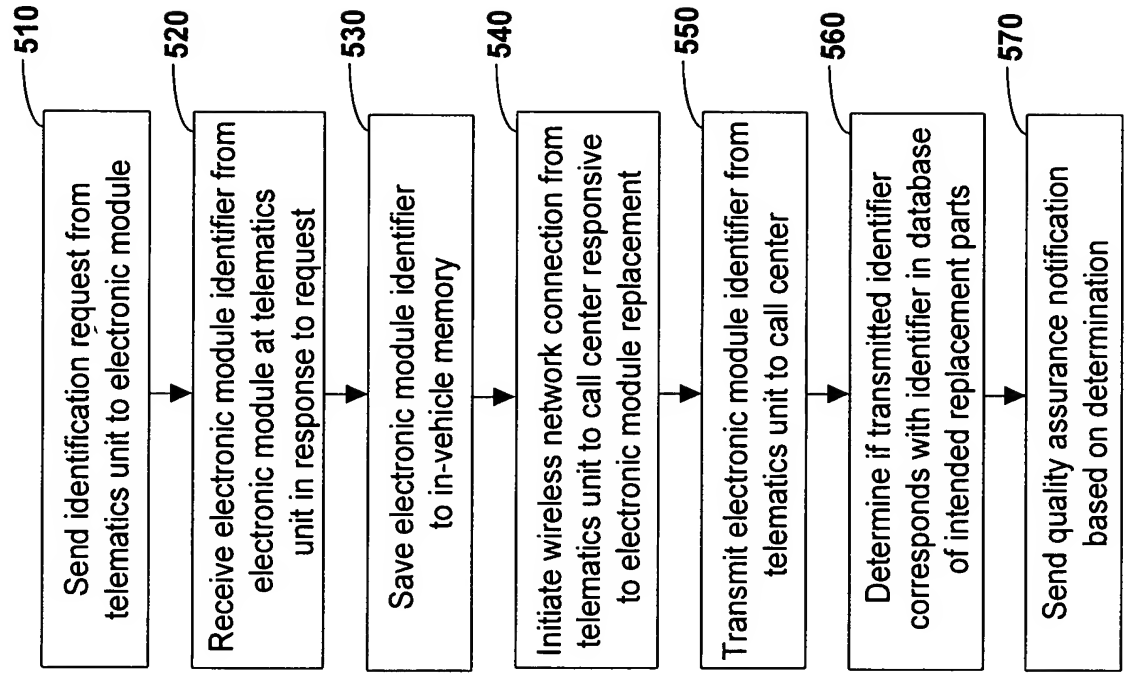 510
Send identification request from
telematics unit to electronic module
520
Receive electronic module identifier from
electronic module at telematics
unit in response to request
530
Save electronic module identifier
to in-vehicle memory
540
Initiate wireless network connection from
telematics unit to call center responsive
to electronic module replacement
550
Transmit electronic module identifier from
telematics unit to call center
560
Determine if transmitted identifier
corresponds with identifier in database
of intended replacement parts
570
Send quality assurance notification
based on determination